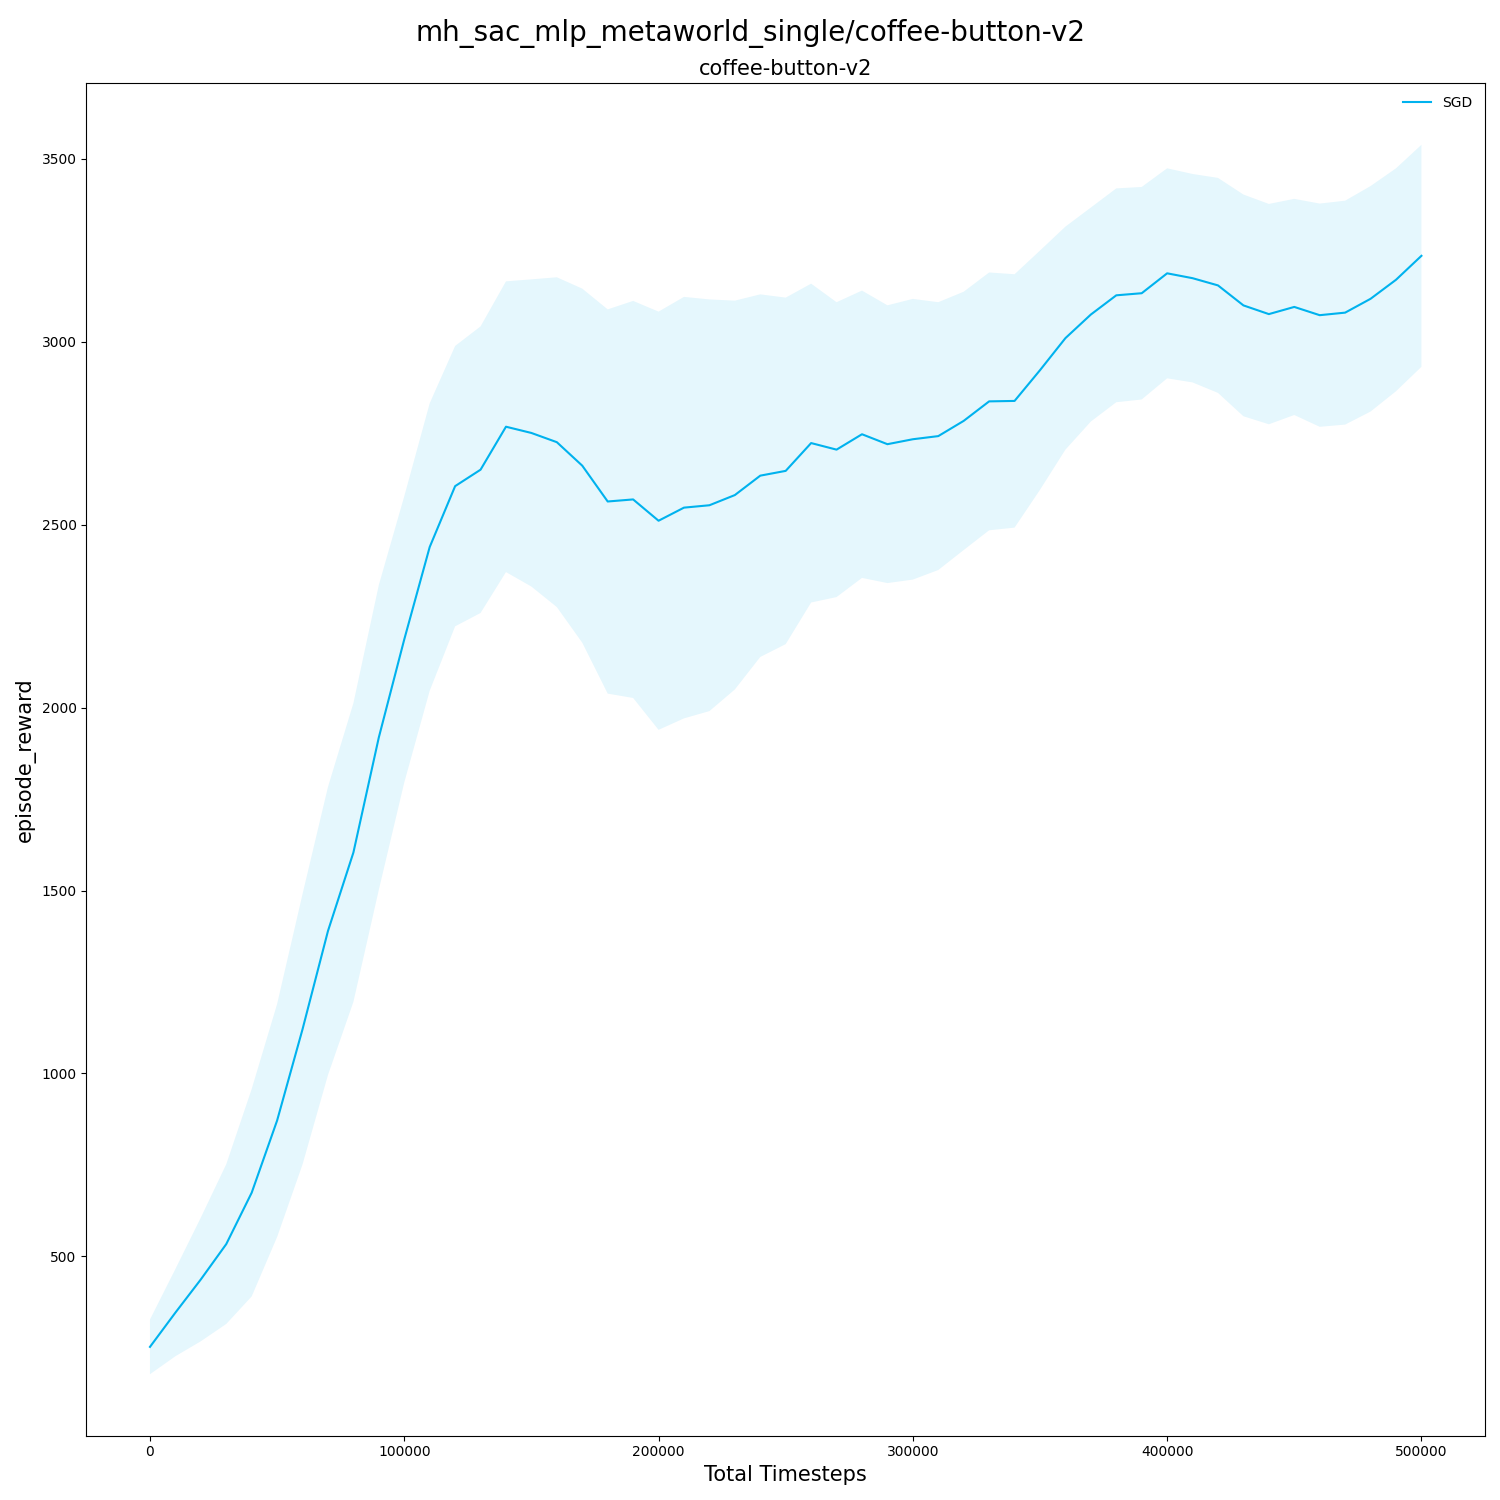 mh_sac_mlp_metaworld_single/coffee-button-v2
coffee-button-v2
SGD
episode_reward
3500
3000
2500
2000
1500
1000
500
0 100000 200000 300000 400000 500000
Total Timesteps